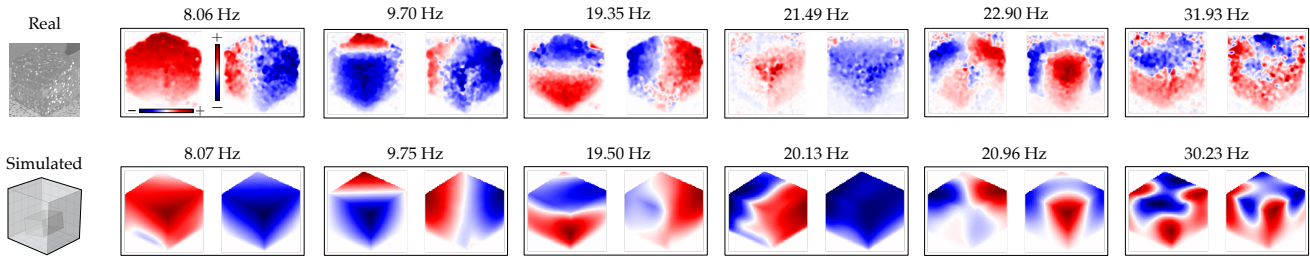 Real
8.06 Hz 9.70 Hz 19.35 Hz 21.49 Hz 22.90 Hz 31.93 Hz
+
−
− +
Simulated
8.07 Hz 9.75 Hz 19.50 Hz 20.13 Hz 20.96 Hz 30.23 Hz